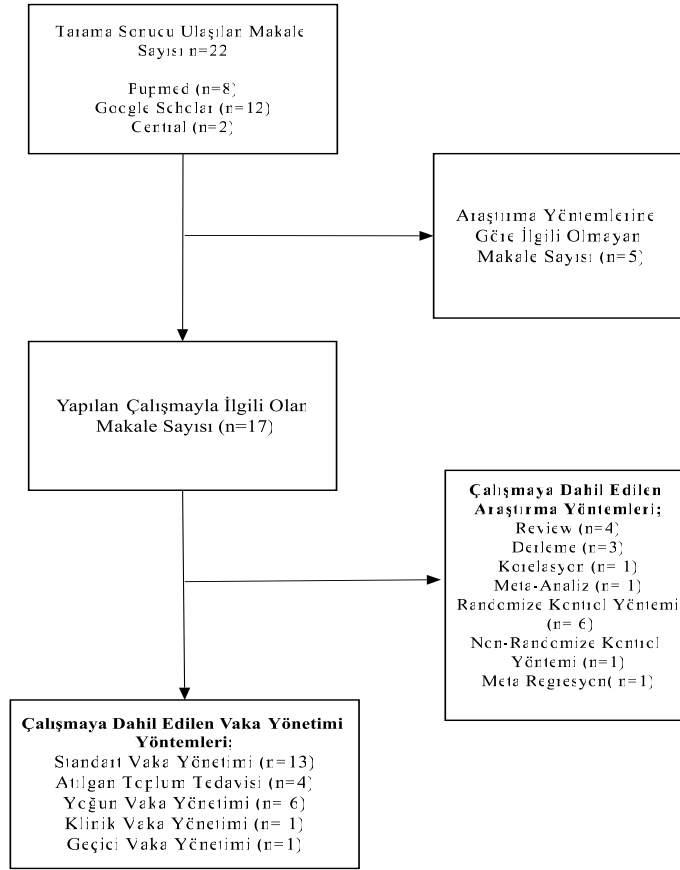 Tarama Sonucu Ulaşılan Makale
Sayısı n=22
Pupmed (n=8)
Google Scholar (n=12)
Central (n=2)
Araştırma Yöntemlerine
Göre İlgili Olmayan
Makale Sayısı (n=5)
Yapılan Çalışmayla İlgili Olan
Makale Sayısı (n=17)
Çalışmaya Dahil Edilen
Araştırma Yöntemleri;
Review (n=4)
Derleme (n=3)
Korelasyon (n= 1)
Meta-Analiz (n= 1)
Randomize Kontrol Yöntemi
(n= 6)
Non-Randomize Kontrol
Yöntemi (n=1)
Meta Regresyon( n=1)
Çalışmaya Dahil Edilen Vaka Yönetimi
Yöntemleri;
Standart Vaka Yönetimi (n=13)
Atılgan Toplum Tedavisi (n=4)
Yoğun Vaka Yönetimi (n= 6)
Klinik Vaka Yönetimi (n= 1)
Geçici Vaka Yönetimi (n=1)